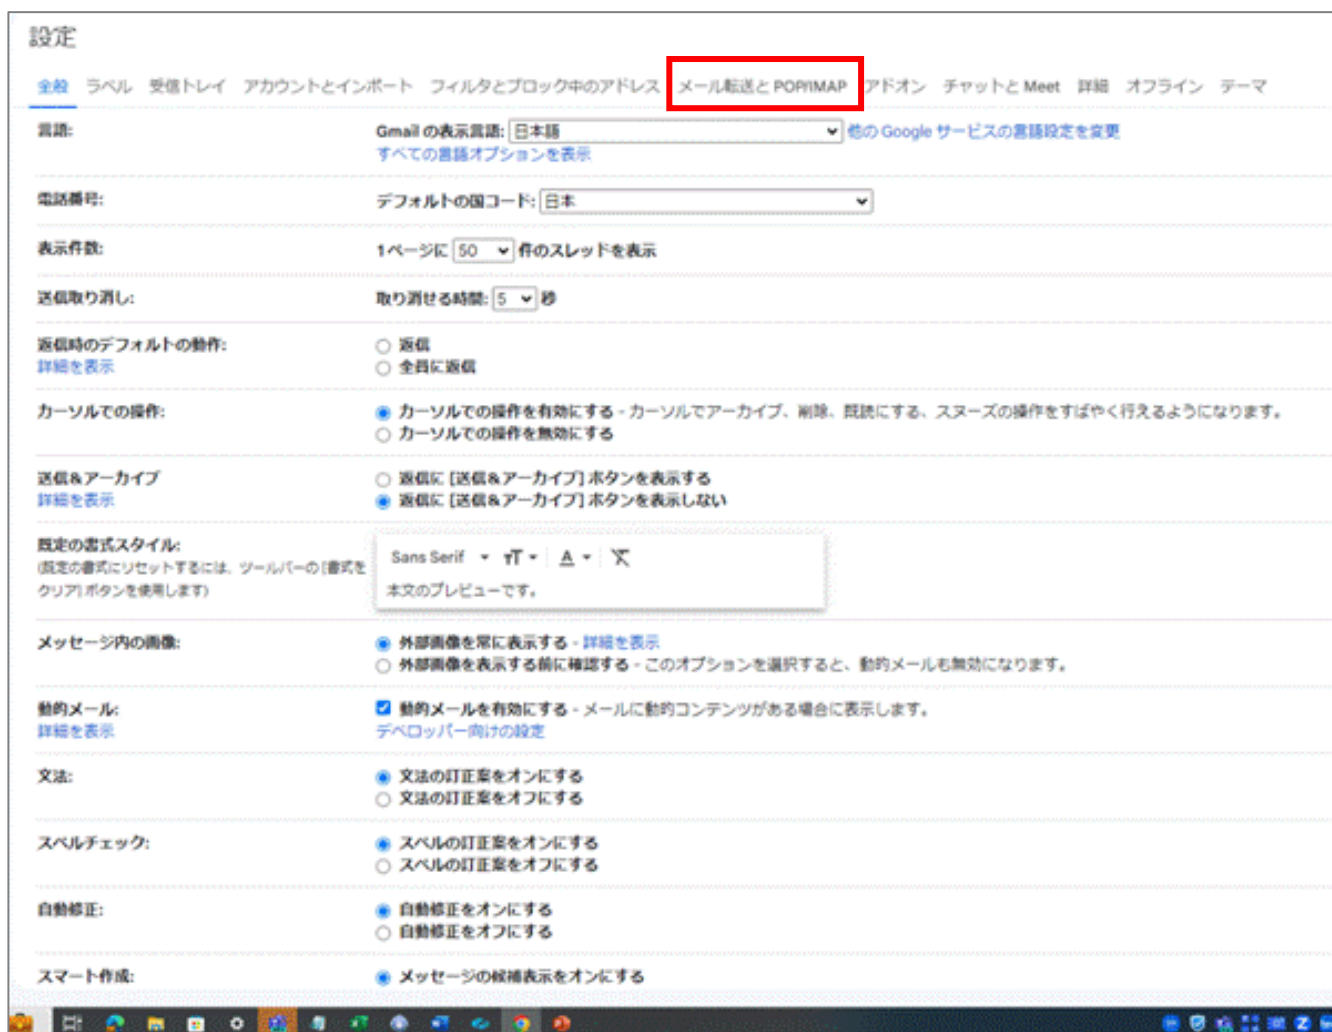 設定
全般 ラベル 受信トレイ アカウントとインポート フィルタとブロック中のアドレス メール転送と POP/IMAP アドオン チャットと Meet 詳細 オフライン テーマ
言語: Gmail の表示言語: 日本語 他の Google サービスの言語設定を変更
すべての言語オプションを表示
電話番号: デフォルトの国コード: 日本
表示件数: 1 ページに 50 件のスレッドを表示
送信取り消し: 取り消せる時間: 5 秒
返信時のデフォルトの動作: 返信
詳細を表示 全員に返信
カーソルでの操作: カーソルでの操作を有効にする - カーソルでアーカイブ、削除、既読にする、スヌーズの操作をすばやく行えるようになります。
カーソルでの操作を無効にする
送信&アーカイブ 返信に [送信&アーカイブ] ボタンを表示する
詳細を表示 返信に [送信&アーカイブ] ボタンを表示しない
既定の書式スタイル:
(既定の書式にリセットするには、ツールバーの [書式を
クリア] ボタンを使用します)
Sans Serif TT A
本文のプレビューです。
メッセージ内の画像: 外部画像を常に表示する - 詳細を表示
外部画像を表示する前に確認する - このオプションを選択すると、動的メールも無効になります。
動的メール: 動的メールを有効にする - メールに動的コンテンツがある場合に表示します。
詳細を表示 デベロッパー向けの設定
文法: 文法の訂正案をオンにする
文法の訂正案をオフにする
スペルチェック: スペルの訂正案をオンにする
スペルの訂正案をオフにする
自動修正: 自動修正をオンにする
自動修正をオフにする
スマート作成: メッセージの候補表示をオンにする